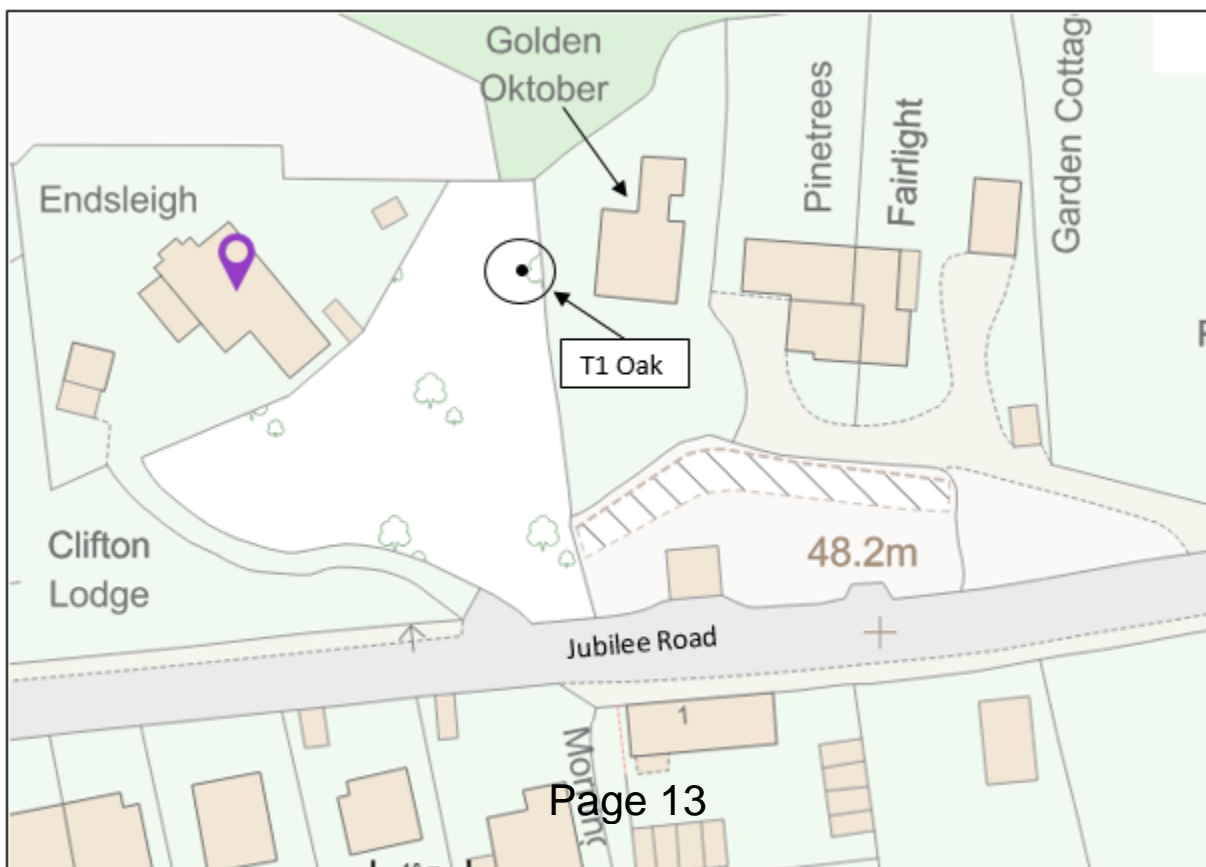 Golden
Oktober
Pinetrees
Fairlight
Garden Cottag
Endsleigh
T1 Oak
Clifton
Lodge
48.2m
Jubilee Road
1
Page 13